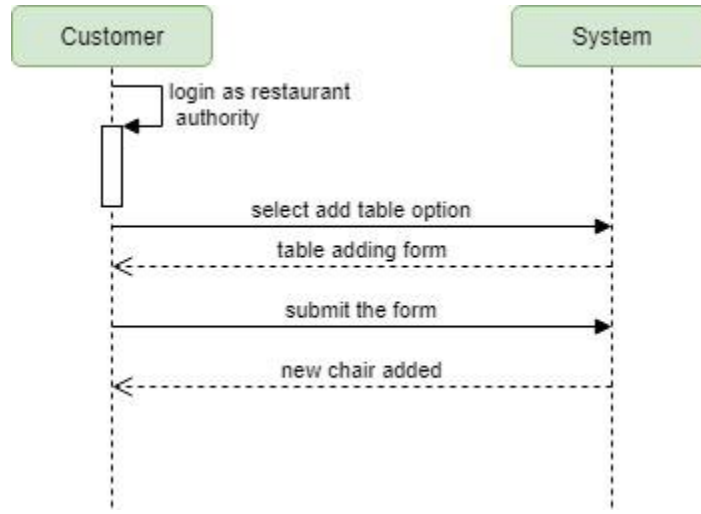 Customer
System
login as restaurant
authority
select add table option
table adding form
submit the form
new chair added